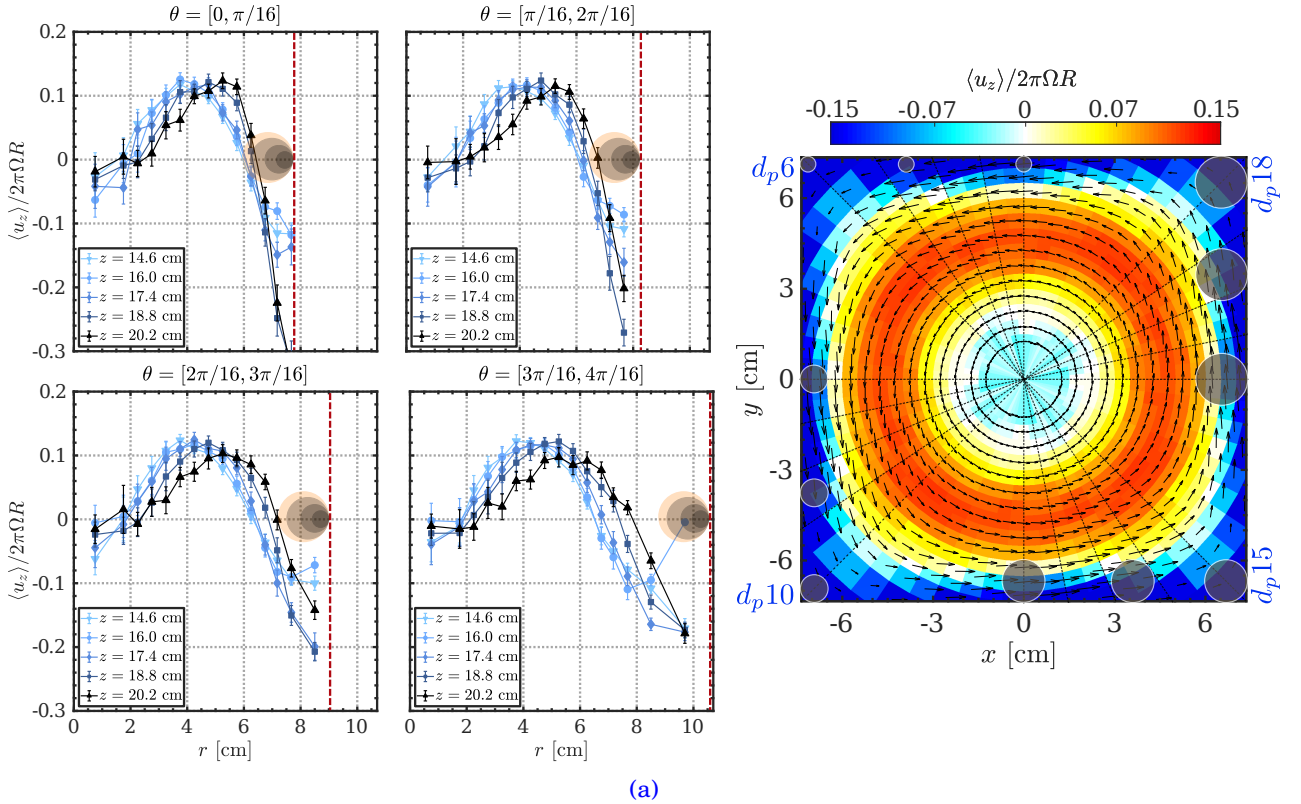 θ = [0, π/16]
0.2
0.1
0
-0.1
-0.2
-0.3
⟨u_z⟩/2πΩR
z = 14.6 cm
z = 16.0 cm
z = 17.4 cm
z = 18.8 cm
z = 20.2 cm
θ = [π/16, 2π/16]
z = 14.6 cm
z = 16.0 cm
z = 17.4 cm
z = 18.8 cm
z = 20.2 cm
θ = [2π/16, 3π/16]
0.2
0.1
0
-0.1
-0.2
-0.3
⟨u_z⟩/2πΩR
z = 14.6 cm
z = 16.0 cm
z = 17.4 cm
z = 18.8 cm
z = 20.2 cm
0 2 4 6 8 10
r [cm]
θ = [3π/16, 4π/16]
z = 14.6 cm
z = 16.0 cm
z = 17.4 cm
z = 18.8 cm
z = 20.2 cm
0 2 4 6 8 10
r [cm]
⟨u_z⟩/2πΩR
-0.15 -0.07 0 0.07 0.15
d_p6
d_p18
6
3
0
-3
-6
y [cm]
d_p10
d_p15
-6 -3 0 3 6
x [cm]
(a)